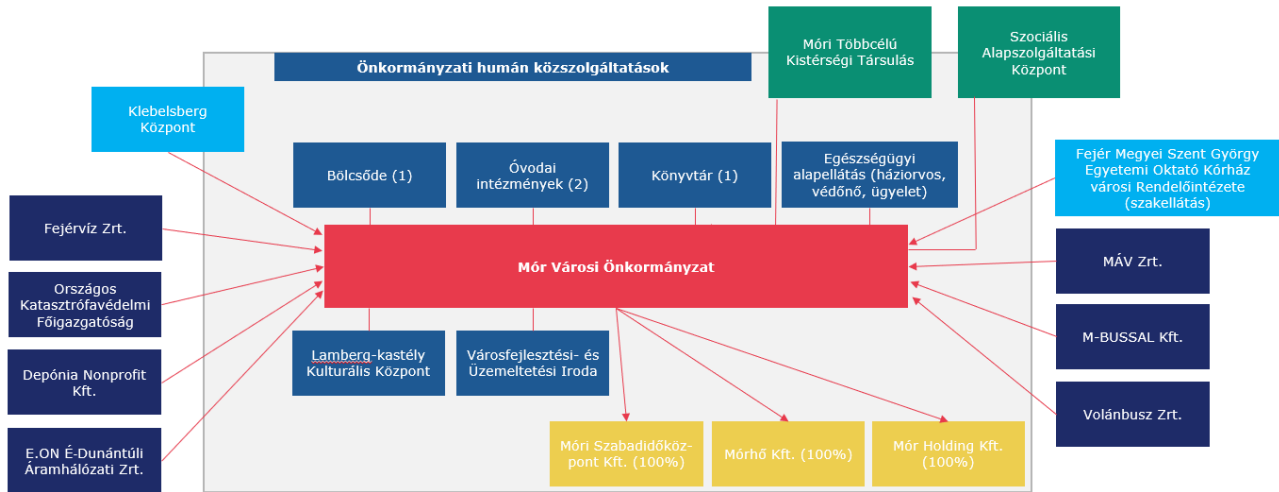 Önkormányzati humán közszolgáltatások
Móri Többcélú
Kistérségi Társulás
Szociális
Alapszolgáltatási
Központ
Klebelsberg
Központ
Bölcsőde (1)
Óvodai
intézmények (2)
Könyvtár (1)
Egészségügyi
alapellátás (háziorvos,
védőnő, ügyelet)
Fejér Megyei Szent György
Egyetemi Oktató Kórház
városi Rendelőintézete
(szakellátás)
Fejérvíz Zrt.
Mór Városi Önkormányzat
MÁV Zrt.
Országos
Katasztrófavédelmi
Főigazgatóság
M-BUSSAL Kft.
Lamberg-kastély
Kulturális Központ
Városfejlesztési- és
Üzemeltetési Iroda
Depónia Nonprofit
Kft.
Volánbusz Zrt.
E.ON É-Dunántúli
Áramhálózati Zrt.
Móri Szabadidőköz-
pont Kft. (100%)
Mórhő Kft. (100%)
Mór Holding Kft.
(100%)